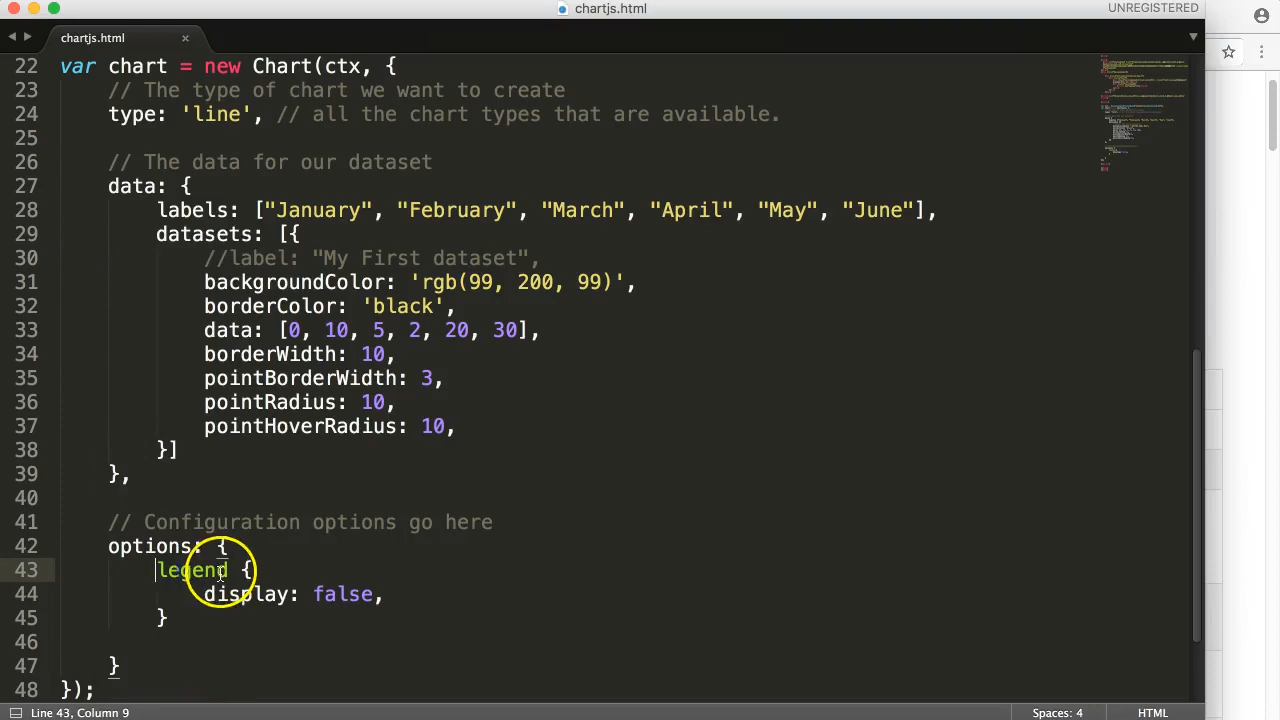 chartjs.html
UNREGISTERED
chartjs.html
22 var chart = new Chart(ctx, {
23 // The type of chart we want to create
24 type: 'line', // all the chart types that are available.
25
26 // The data for our dataset
27 data: {
28 labels: ["January", "February", "March", "April", "May", "June"],
29 datasets: [{
30 //label: "My First dataset",
31 backgroundColor: 'rgb(99, 200, 99)',
32 borderColor: 'black',
33 data: [0, 10, 5, 2, 20, 30],
34 borderWidth: 10,
35 pointBorderWidth: 3,
36 pointRadius: 10,
37 pointHoverRadius: 10,
38 }]
39 },
40
41 // Configuration options go here
42 options: {
43 legend {
44 display: false,
45 }
46
47 }
48 });
Line 43, Column 9
Spaces: 4
HTML